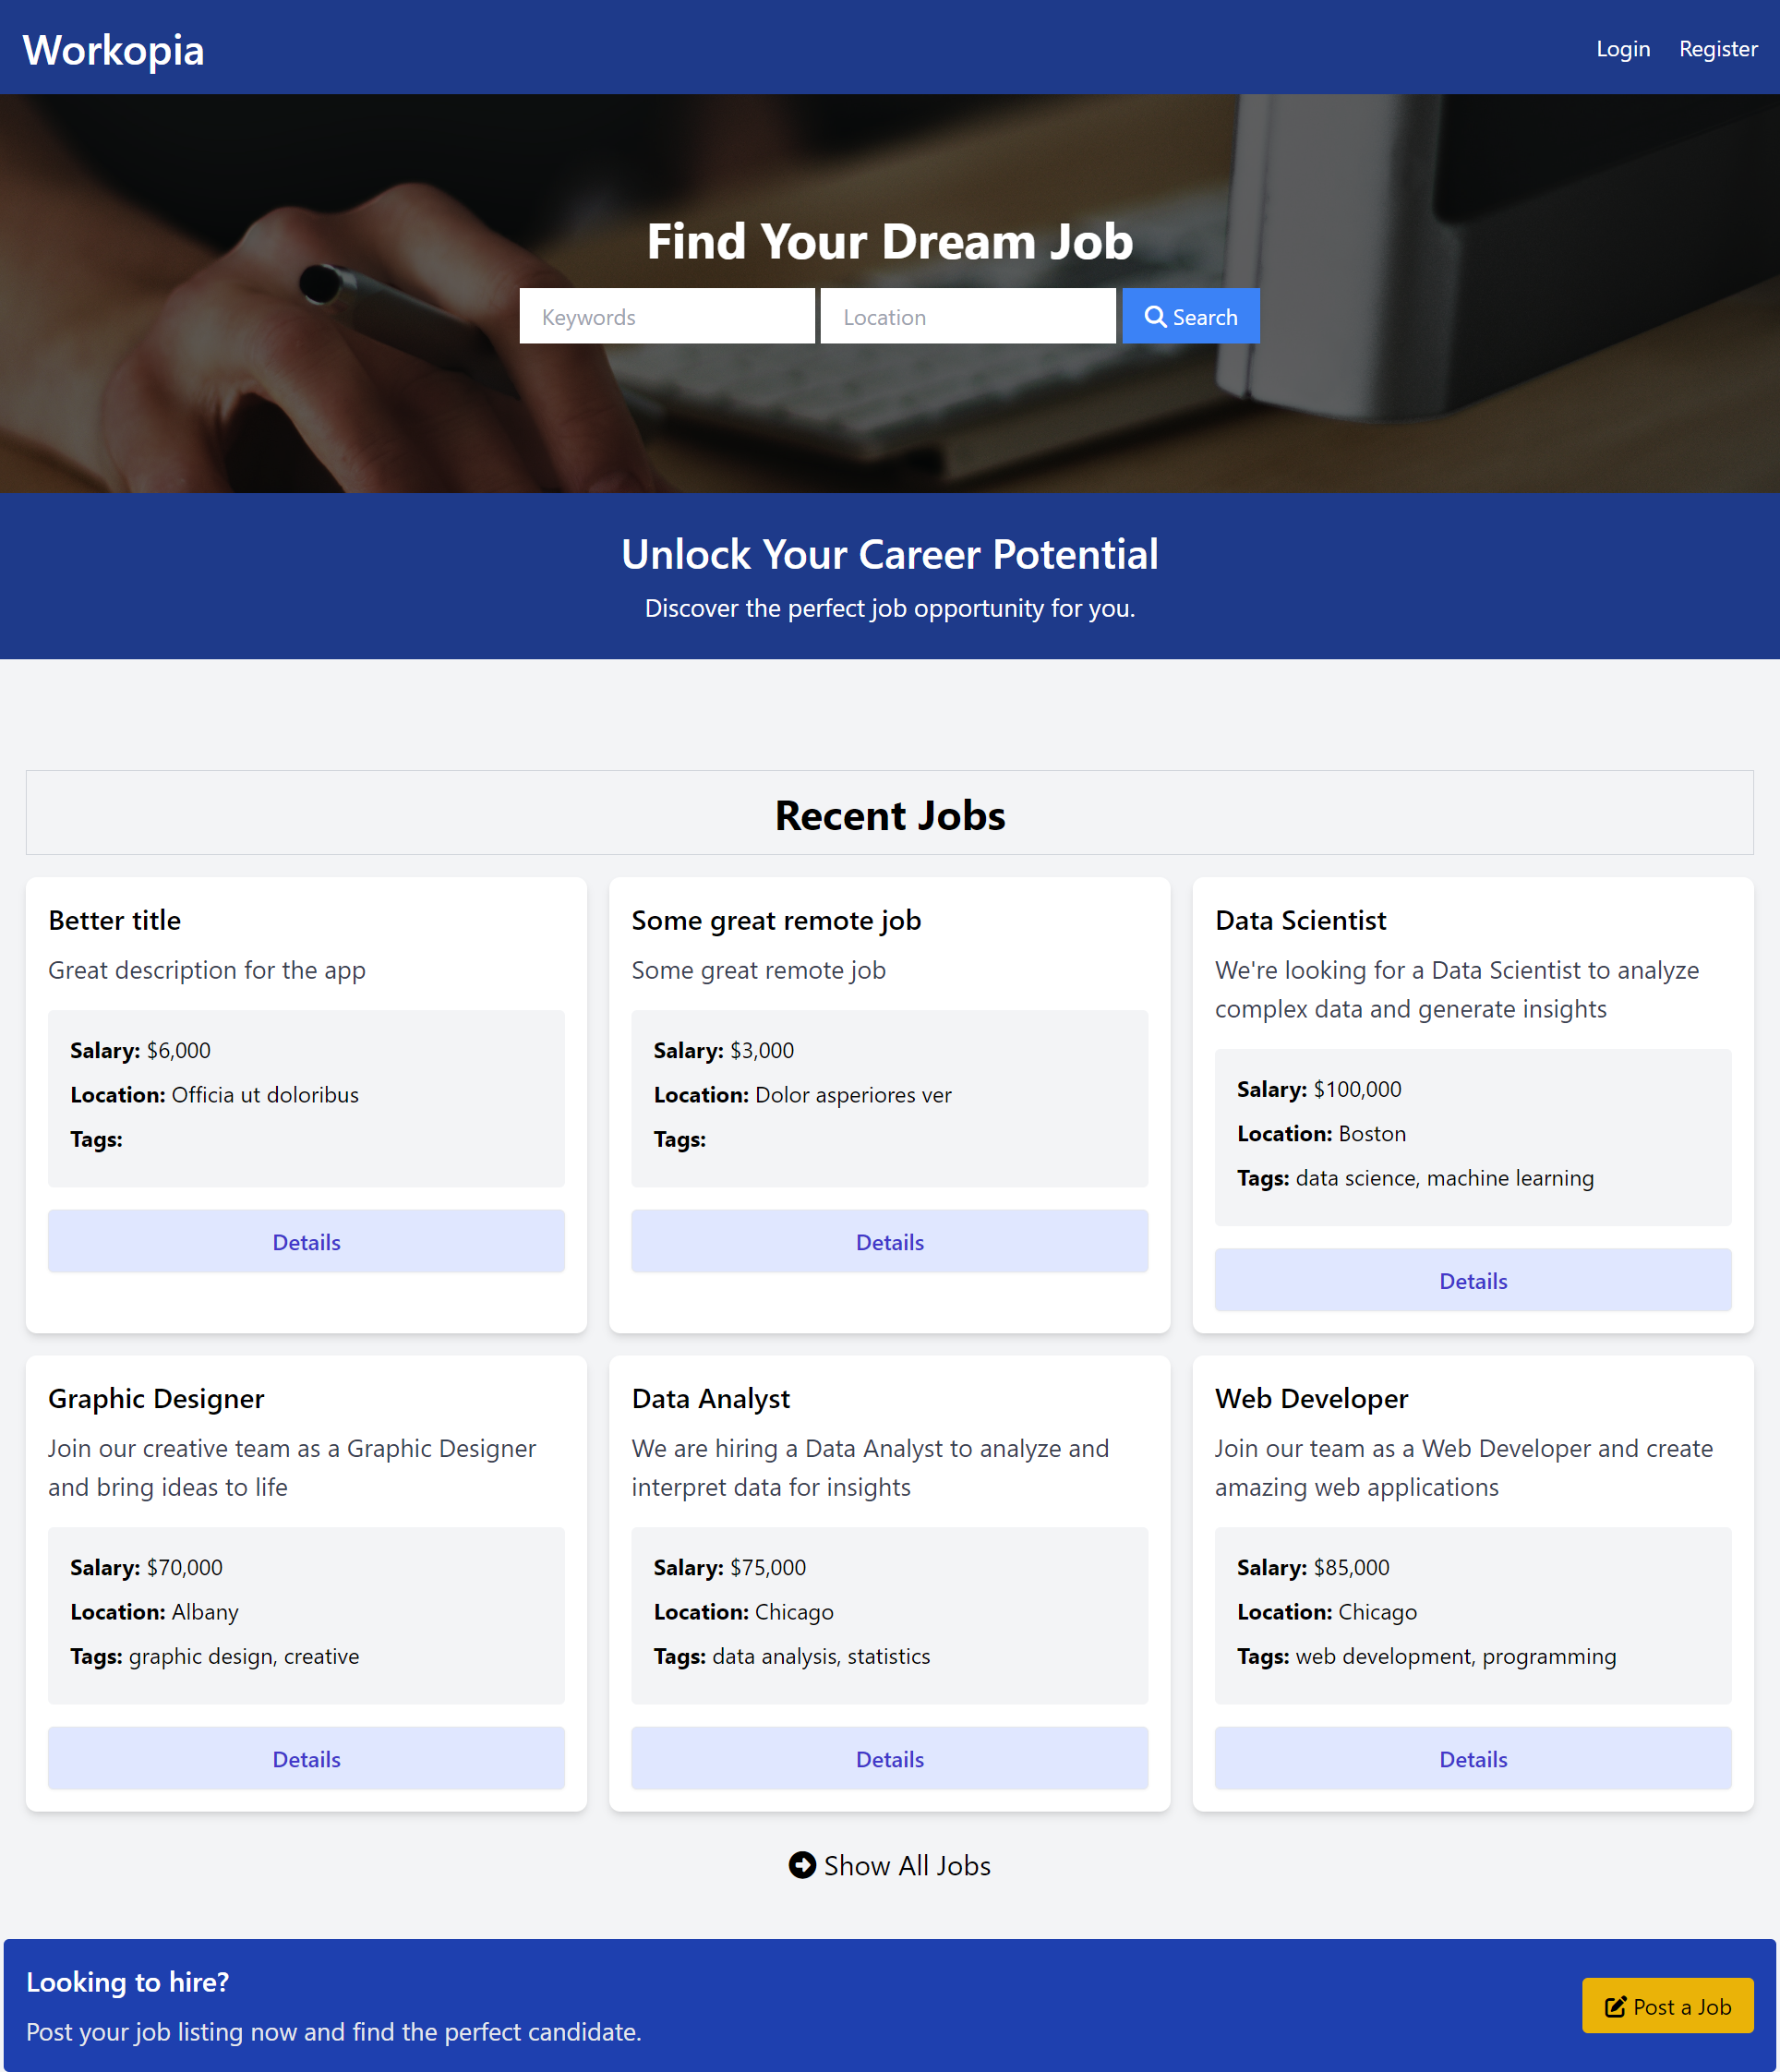 Workopia
Login
Register
Find Your Dream Job
Keywords
Location
Search
Unlock Your Career Potential
Discover the perfect job opportunity for you.
Recent Jobs
Better title
Great description for the app
Salary: $6,000
Location: Officia ut doloribus
Tags:
Details
Some great remote job
Some great remote job
Salary: $3,000
Location: Dolor asperiores ver
Tags:
Details
Data Scientist
We're looking for a Data Scientist to analyze
complex data and generate insights
Salary: $100,000
Location: Boston
Tags: data science, machine learning
Details
Graphic Designer
Join our creative team as a Graphic Designer
and bring ideas to life
Salary: $70,000
Location: Albany
Tags: graphic design, creative
Details
Data Analyst
We are hiring a Data Analyst to analyze and
interpret data for insights
Salary: $75,000
Location: Chicago
Tags: data analysis, statistics
Details
Web Developer
Join our team as a Web Developer and create
amazing web applications
Salary: $85,000
Location: Chicago
Tags: web development, programming
Details
Show All Jobs
Looking to hire?
Post your job listing now and find the perfect candidate.
Post a Job